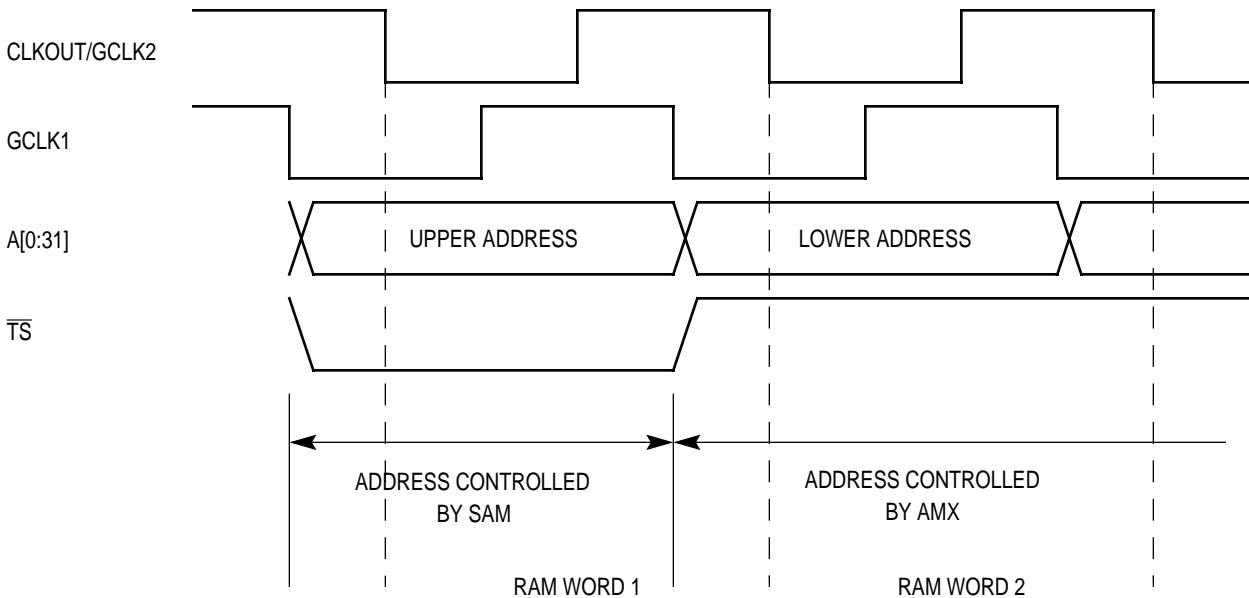 CLKOUT/GCLK2
GCLK1
A[0:31]
UPPER ADDRESS
LOWER ADDRESS
T̅S̅
ADDRESS CONTROLLED
BY SAM
ADDRESS CONTROLLED
BY AMX
RAM WORD 1
RAM WORD 2